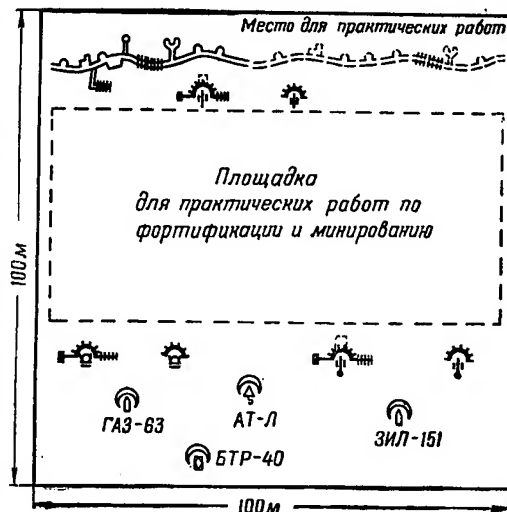 Место для практических работ
Площадка
для практических работ по
фортификации и минированию
100м
ГАЗ-63
АТ-Л
ЗИЛ-151
БТР-40
100м